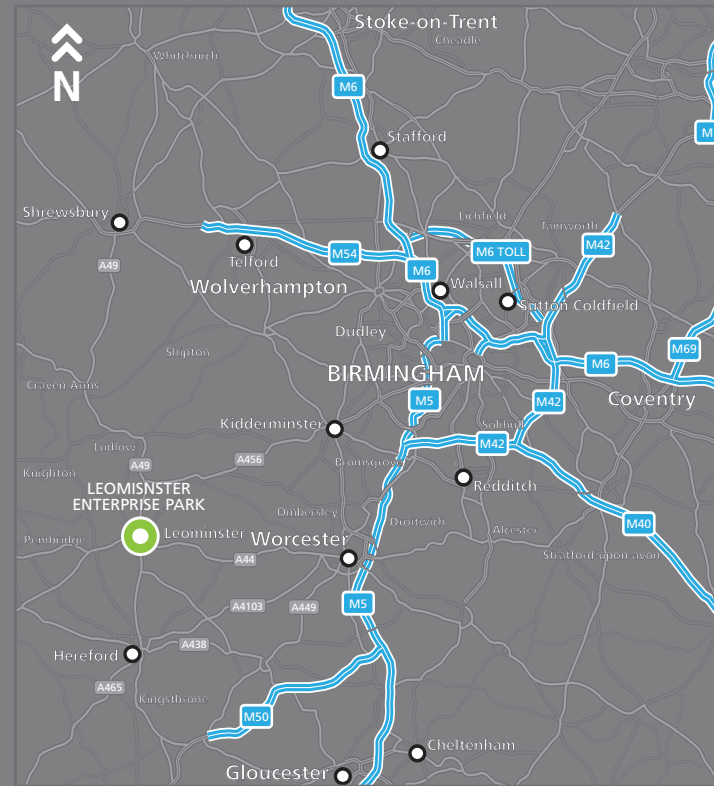 Stoke-on-Trent
Cheadle
Whitchurch
N
M6
Stafford
M
Shrewsbury
Lichfield
Tamworth
M42
M6 TOLL
M54
A49
Telford
M6
Walsall
Wolverhampton
Sutton Coldfield
Dudley
Shipton
M69
M6
BIRMINGHAM
Craven Arms
M5
M42
Coventry
Kidderminster
Solihull
M42
Ludlow
A49
A456
Bromsgrove
Knighton
LEOMISNSTER
ENTERPRISE PARK
Redditch
Ombersley
Droitwich
Alcester
M40
Pembridge
Leominster
Worcester
A44
Stratford upon avon
A4103
A449
M5
A438
Hereford
A465
Kingsthrone
M50
Cheltenham
Gloucester